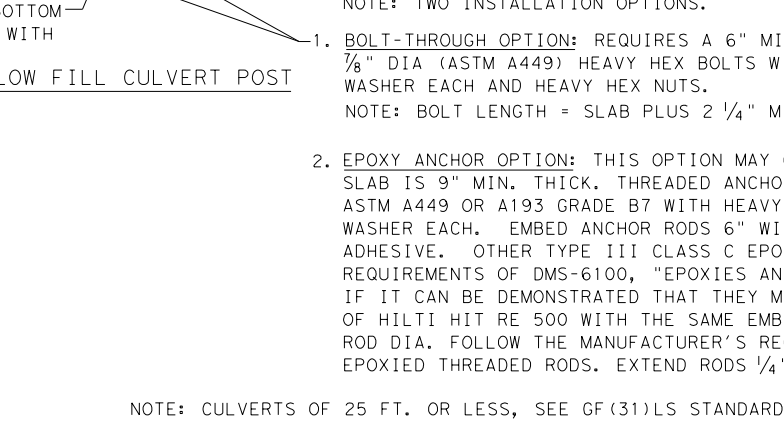 NOTE: TWO INSTALLATION OPTIONS.
BOTTOM
WITH
LOW FILL CULVERT POST
1. BOLT-THROUGH OPTION: REQUIRES A 6" MI
7/8" DIA (ASTM A449) HEAVY HEX BOLTS W
WASHER EACH AND HEAVY HEX NUTS.
NOTE: BOLT LENGTH = SLAB PLUS 2 1/4" M
2. EPOXY ANCHOR OPTION: THIS OPTION MAY
SLAB IS 9" MIN. THICK. THREADED ANCHO
ASTM A449 OR A193 GRADE B7 WITH HEAVY
WASHER EACH. EMBED ANCHOR RODS 6" WI
ADHESIVE. OTHER TYPE III CLASS C EPO
REQUIREMENTS OF DMS-6100, "EPOXIES AN
IF IT CAN BE DEMONSTRATED THAT THEY M
OF HILTI HIT RE 500 WITH THE SAME EMB
ROD DIA. FOLLOW THE MANUFACTURER'S RE
EPOXIED THREADED RODS. EXTEND RODS 1/4"
NOTE: CULVERTS OF 25 FT. OR LESS, SEE GF(31)LS STANDARD